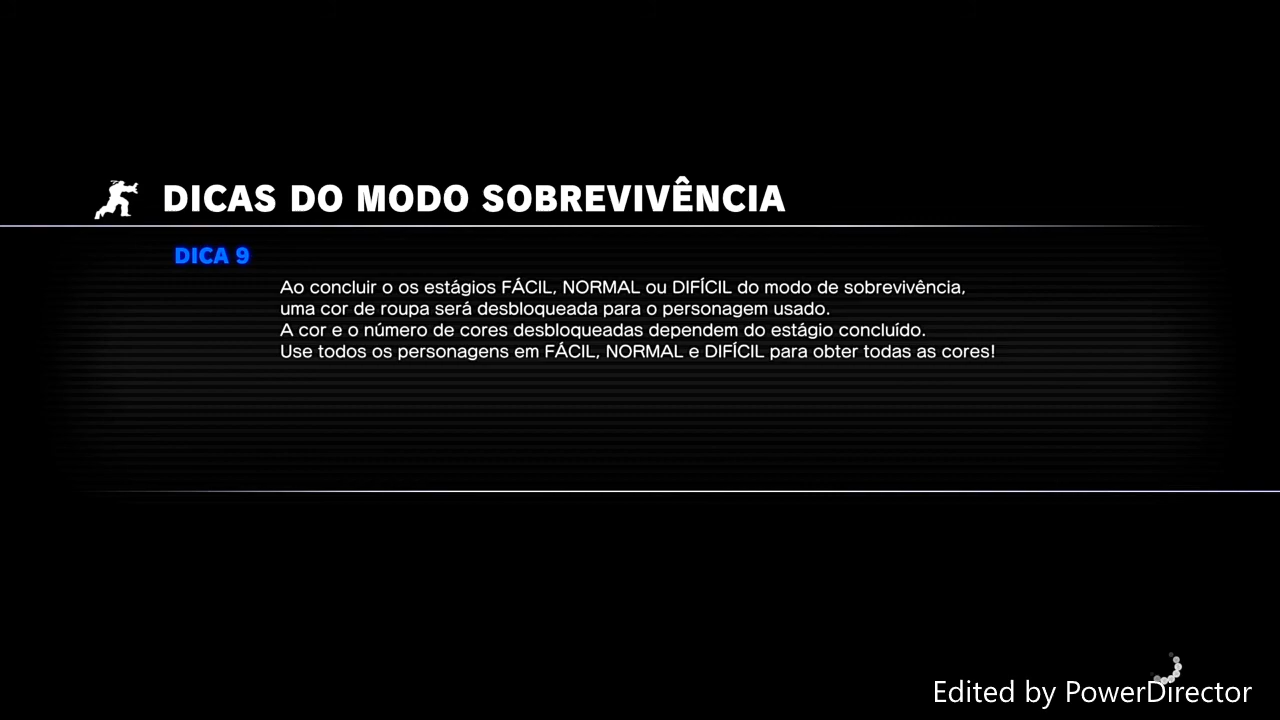 DICAS DO MODO SOBREVIVÊNCIA
DICA 9
Ao concluir o os estágios FÁCIL, NORMAL ou DIFÍCIL do modo de sobrevivência,
uma cor de roupa será desbloqueada para o personagem usado.
A cor e o número de cores desbloqueadas dependem do estágio concluído.
Use todos os personagens em FÁCIL, NORMAL e DIFÍCIL para obter todas as cores!
Edited by PowerDirector